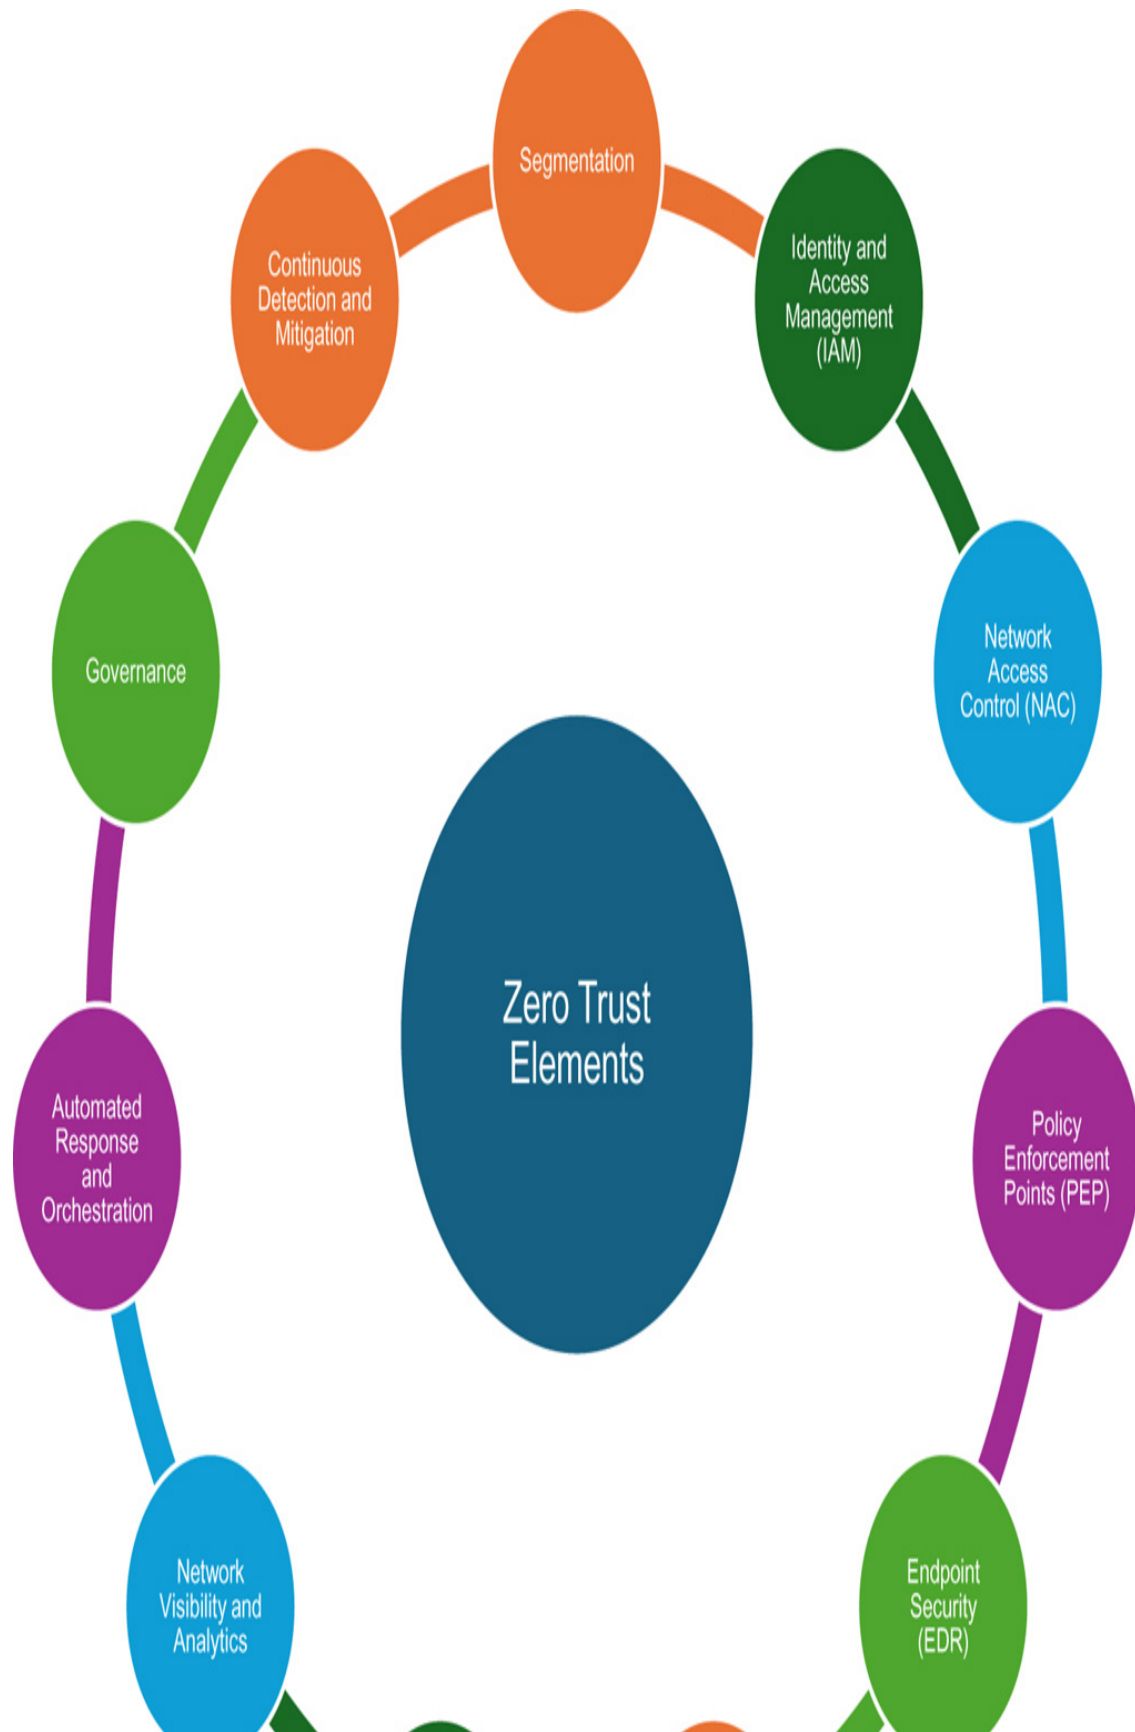 Segmentation
Identity and
Access
Management
(IAM)
Network
Access
Control (NAC)
Policy
Enforcement
Points (PEP)
Endpoint
Security
(EDR)
Network
Visibility and
Analytics
Automated
Response
and
Orchestration
Governance
Continuous
Detection and
Mitigation
Zero Trust
Elements